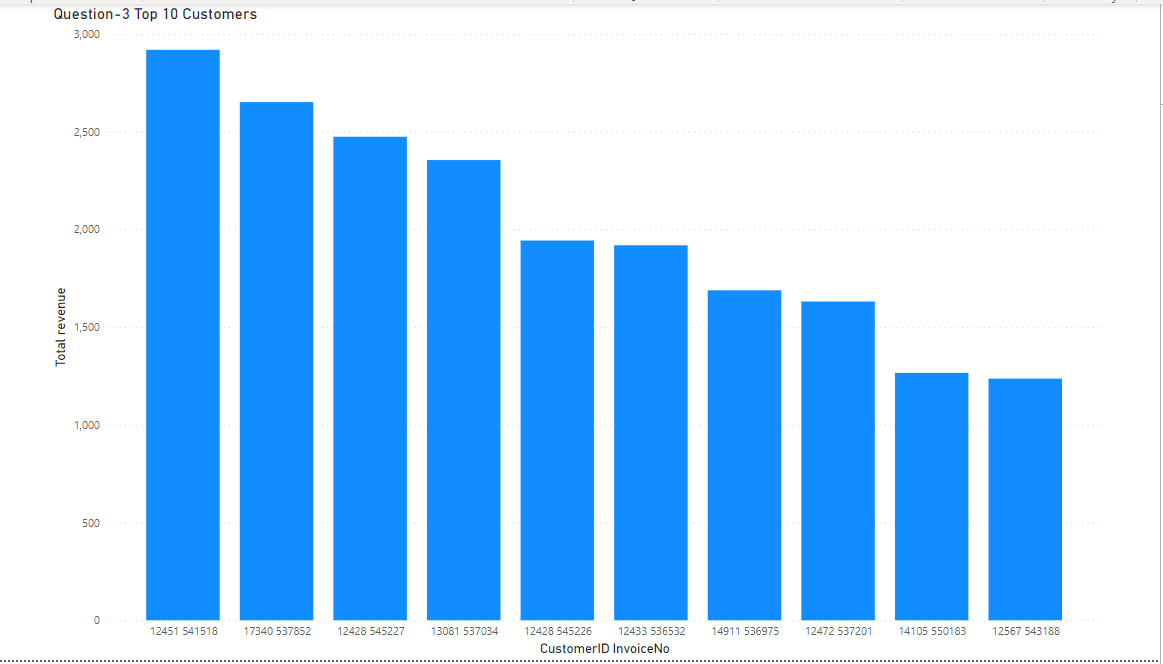 Question-3 Top 10 Customers
3,000
2,500
2,000
1,500
1,000
500
0
Total revenue
12451 541518 17340 537852 12428 545227 13081 537034 12428 545226 12433 536532 14911 536975 12472 537201 14105 550183 12567 543188
CustomerID InvoiceNo